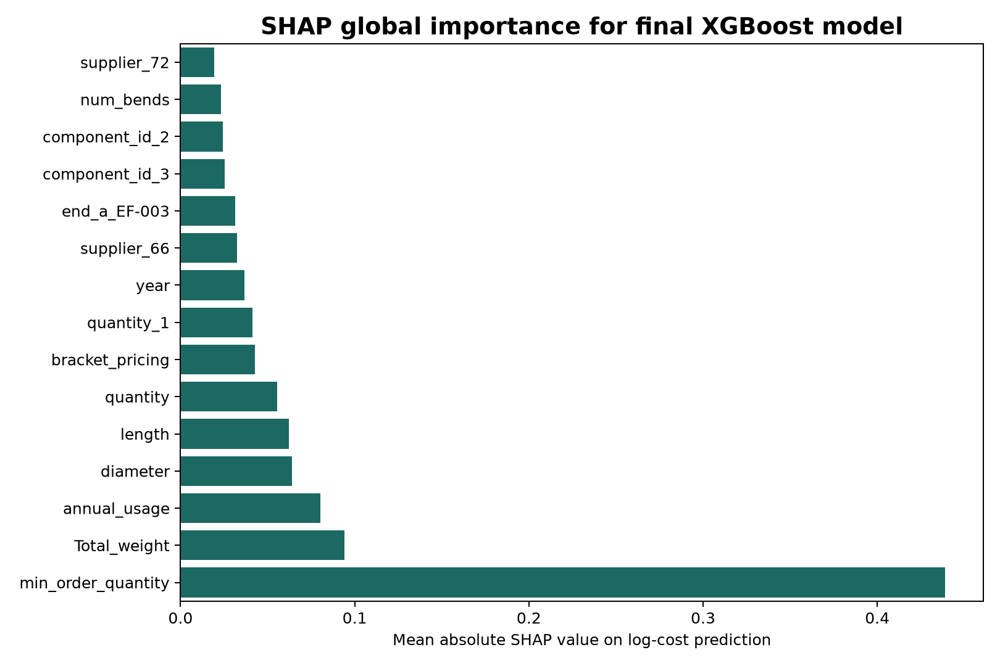 SHAP global importance for final XGBoost model
supplier_72
num_bends
component_id_2
component_id_3
end_a_EF-003
supplier_66
year
quantity_1
bracket_pricing
quantity
length
diameter
annual_usage
Total_weight
min_order_quantity
0.0 0.1 0.2 0.3 0.4
Mean absolute SHAP value on log-cost prediction